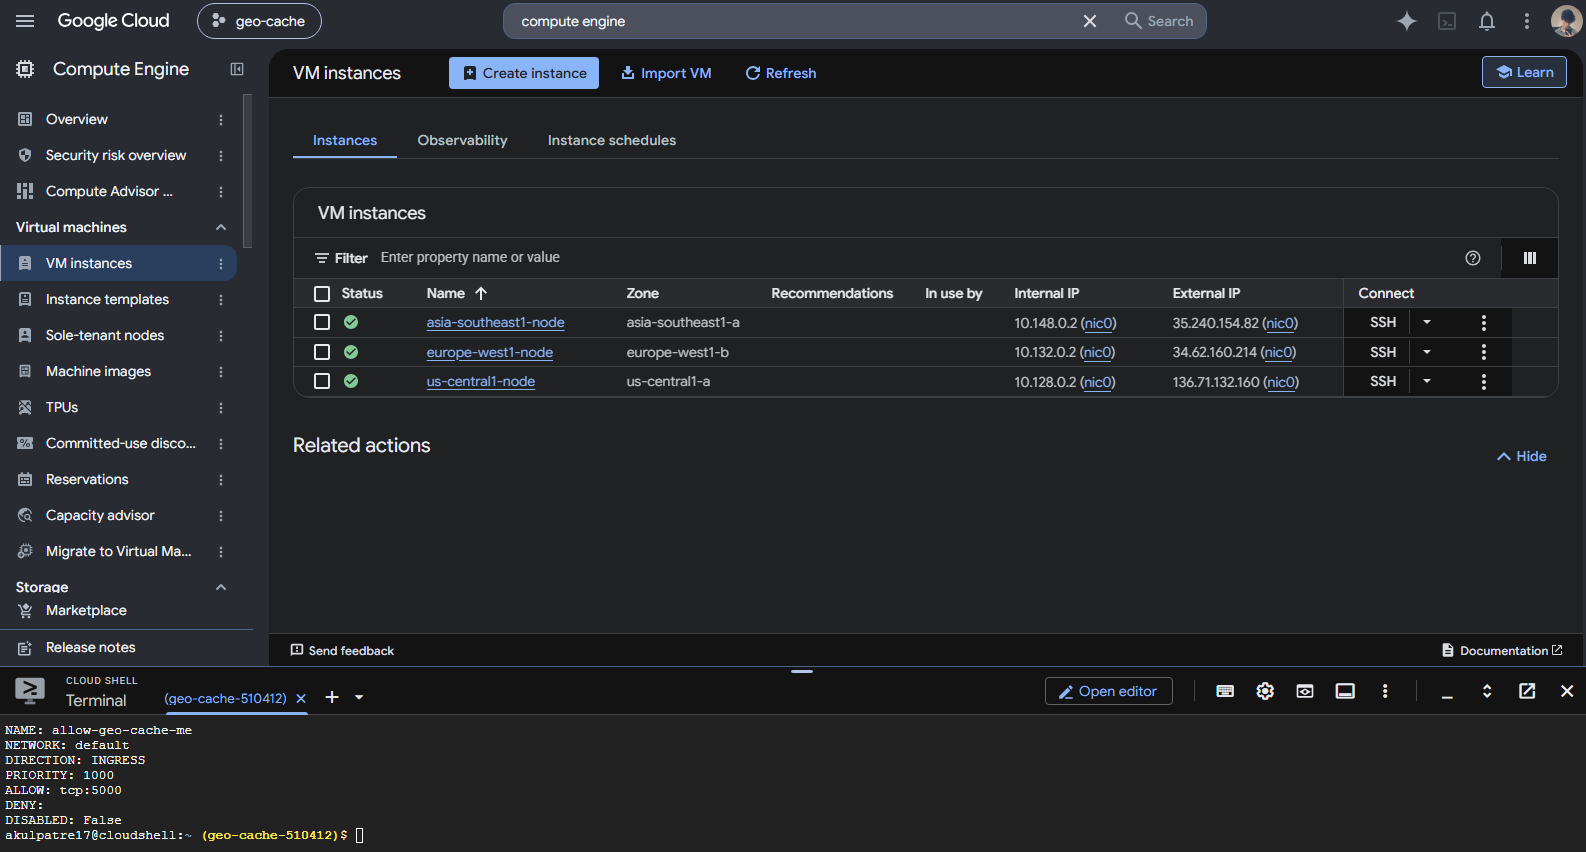 Google Cloud
geo-cache
compute engine
Search
Compute Engine
VM instances
Create instance
Import VM
Refresh
Learn
Overview
Security risk overview
Compute Advisor ...
Virtual machines
VM instances
Instance templates
Sole-tenant nodes
Machine images
TPUs
Committed-use disco...
Reservations
Capacity advisor
Migrate to Virtual Ma...
Storage
Marketplace
Release notes
Instances Observability Instance schedules
VM instances
Filter Enter property name or value
Status Name Zone Recommendations In use by Internal IP External IP Connect
asia-southeast1-node asia-southeast1-a 10.148.0.2 (nic0) 35.240.154.82 (nic0) SSH
europe-west1-node europe-west1-b 10.132.0.2 (nic0) 34.62.160.214 (nic0) SSH
us-central1-node us-central1-a 10.128.0.2 (nic0) 136.71.132.160 (nic0) SSH
Related actions
Hide
Send feedback
Documentation
CLOUD SHELL
Terminal
(geo-cache-510412)
Open editor
NAME: allow-geo-cache-me
NETWORK: default
DIRECTION: INGRESS
PRIORITY: 1000
ALLOW: tcp:5000
DENY:
DISABLED: False
akulpatre17@cloudshell:~ (geo-cache-510412)$